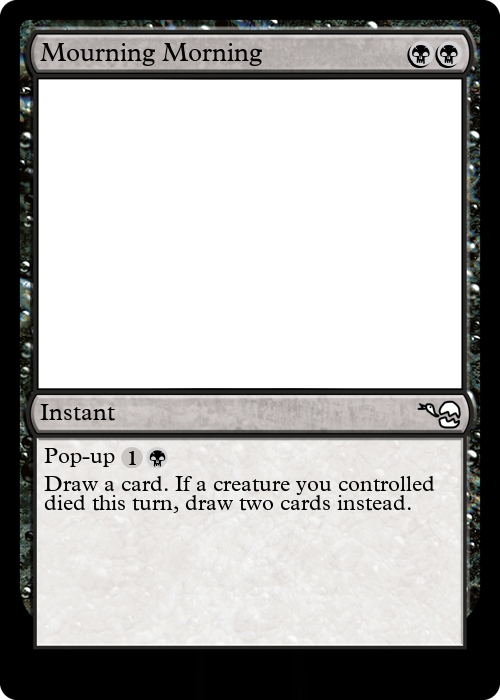 Mourning Morning
Instant
Pop-up 1
Draw a card. If a creature you controlled
died this turn, draw two cards instead.